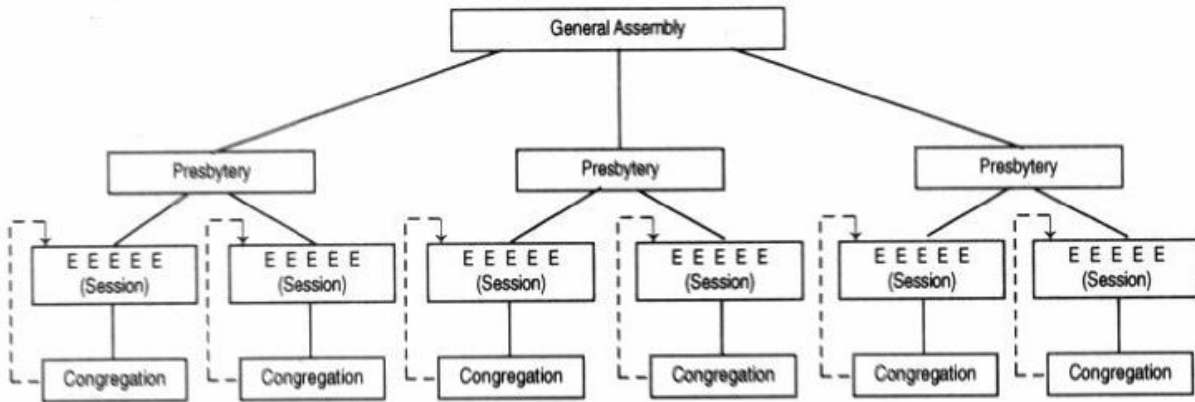 General Assembly
Presbytery
Presbytery
Presbytery
E E E E E
(Session)
E E E E E
(Session)
E E E E E
(Session)
E E E E E
(Session)
E E E E E
(Session)
E E E E E
(Session)
Congregation
Congregation
Congregation
Congregation
Congregation
Congregation